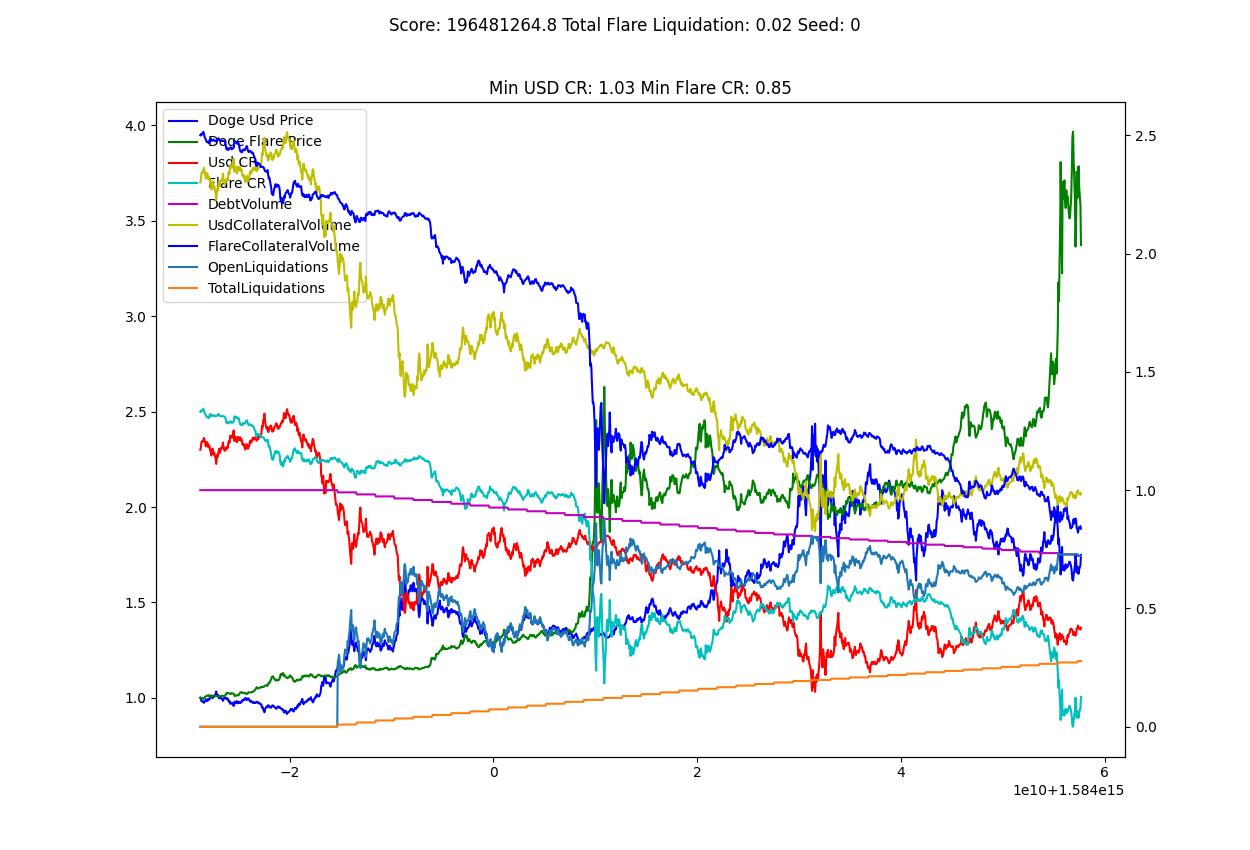 Score: 196481264.8 Total Flare Liquidation: 0.02 Seed: 0
Min USD CR: 1.03 Min Flare CR: 0.85
Doge Usd Price
Doge Flare Price
Usd CR
Flare CR
DebtVolume
UsdCollateralVolume
FlareCollateralVolume
OpenLiquidations
TotalLiquidations
4.0
3.5
3.0
2.5
2.0
1.5
1.0
2.5
2.0
1.5
1.0
0.5
0.0
−2
0
2
4
6
1e10+1.584e15